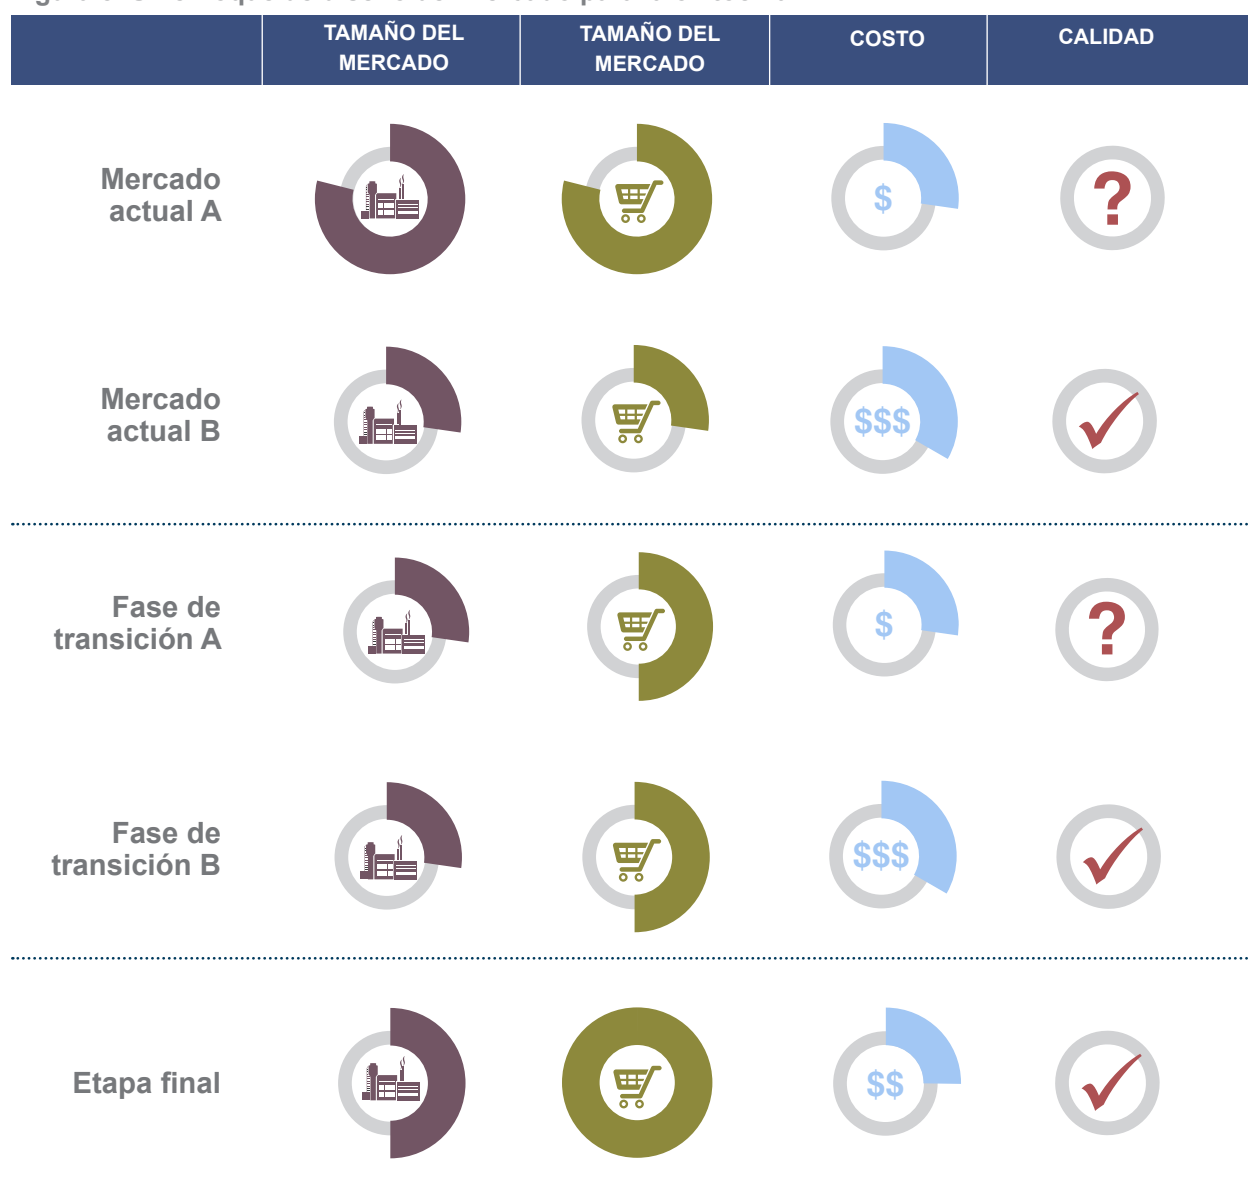 TAMAÑO DEL
MERCADO
TAMAÑO DEL
MERCADO
COSTO
CALIDAD
Mercado
actual A
$
?
Mercado
actual B
$$$
Fase de
transición A
$
?
Fase de
transición B
$$$
Etapa final
$$